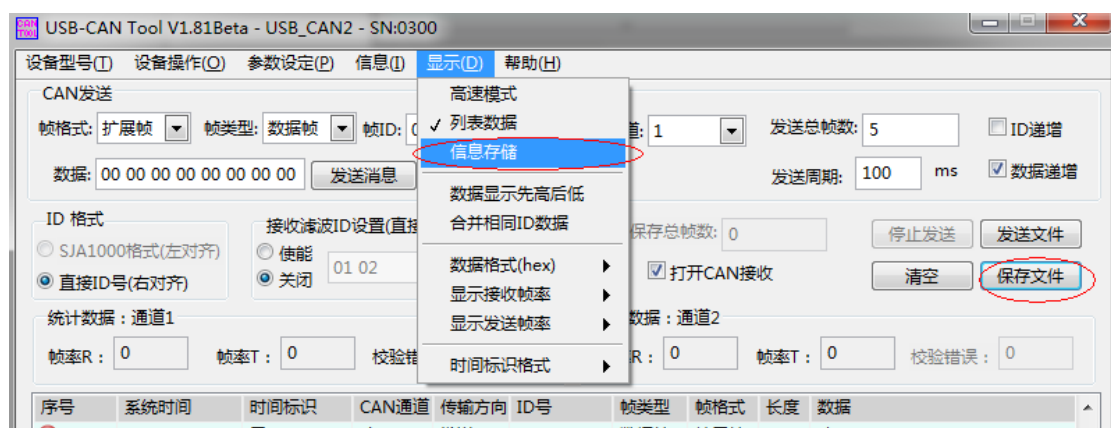 CAN TOOL USB-CAN Tool V1.81Beta - USB_CAN2 - SN:0300
设备型号(T) 设备操作(O) 参数设定(P) 信息(I) 显示(D) 帮助(H)
CAN发送
帧格式: 扩展帧 帧类型: 数据帧 帧ID:
高速模式
✓ 列表数据
信息存储
数据显示先高后低
合并相同ID数据
数据格式(hex)
显示接收帧率
显示发送帧率
时间标识格式
1 发送总帧数: 5 ID递增
数据: 00 00 00 00 00 00 00 00 发送消息
发送周期: 100 ms 数据递增
ID 格式
SJA1000格式(左对齐)
直接ID号(右对齐)
接收滤波ID设置(直接
使能
关闭
01 02
保存总帧数: 0 停止发送 发送文件
打开CAN接收 清空 保存文件
统计数据：通道1
帧率R： 0 帧率T： 0 校验错
数据：通道2
R： 0 帧率T： 0 校验错误： 0
序号 系统时间 时间标识 CAN通道 传输方向 ID号 帧类型 帧格式 长度 数据